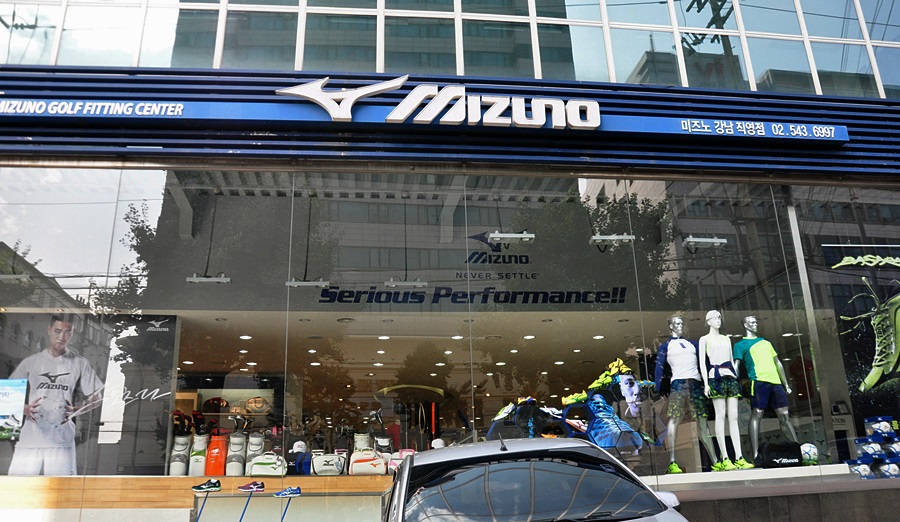 MIZUNO GOLF FITTING CENTER
MIZUNO
미즈노 강남 직영점 02.543.6997
MIZUNO
NEVER SETTLE
Serious Performance!!
MIZUNO
MIZUNO
MIZUNO